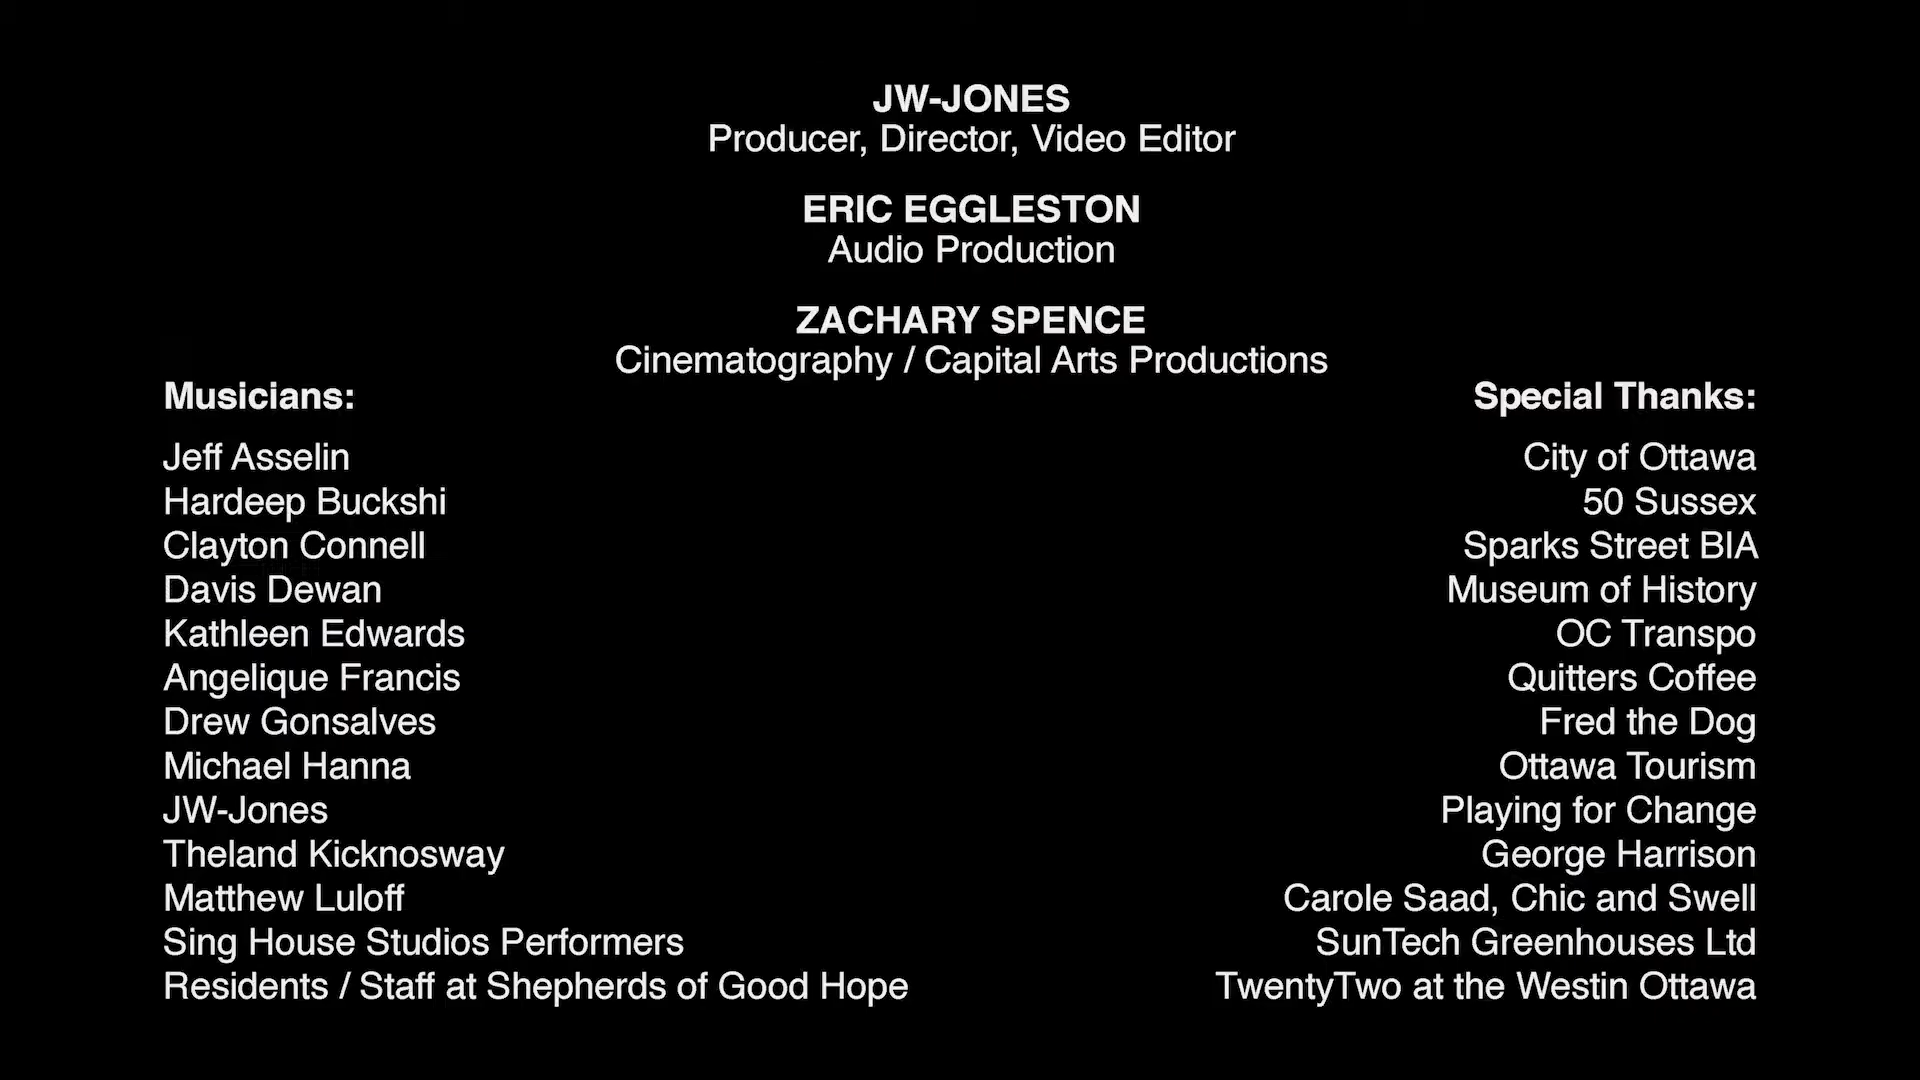 JW-JONES
Producer, Director, Video Editor
ERIC EGGLESTON
Audio Production
ZACHARY SPENCE
Cinematography / Capital Arts Productions
Musicians:
Jeff Asselin
Hardeep Buckshi
Clayton Connell
Davis Dewan
Kathleen Edwards
Angelique Francis
Drew Gonsalves
Michael Hanna
JW-Jones
Theland Kicknosway
Matthew Luloff
Sing House Studios Performers
Residents / Staff at Shepherds of Good Hope
Special Thanks:
City of Ottawa
50 Sussex
Sparks Street BIA
Museum of History
OC Transpo
Quitters Coffee
Fred the Dog
Ottawa Tourism
Playing for Change
George Harrison
Carole Saad, Chic and Swell
SunTech Greenhouses Ltd
TwentyTwo at the Westin Ottawa